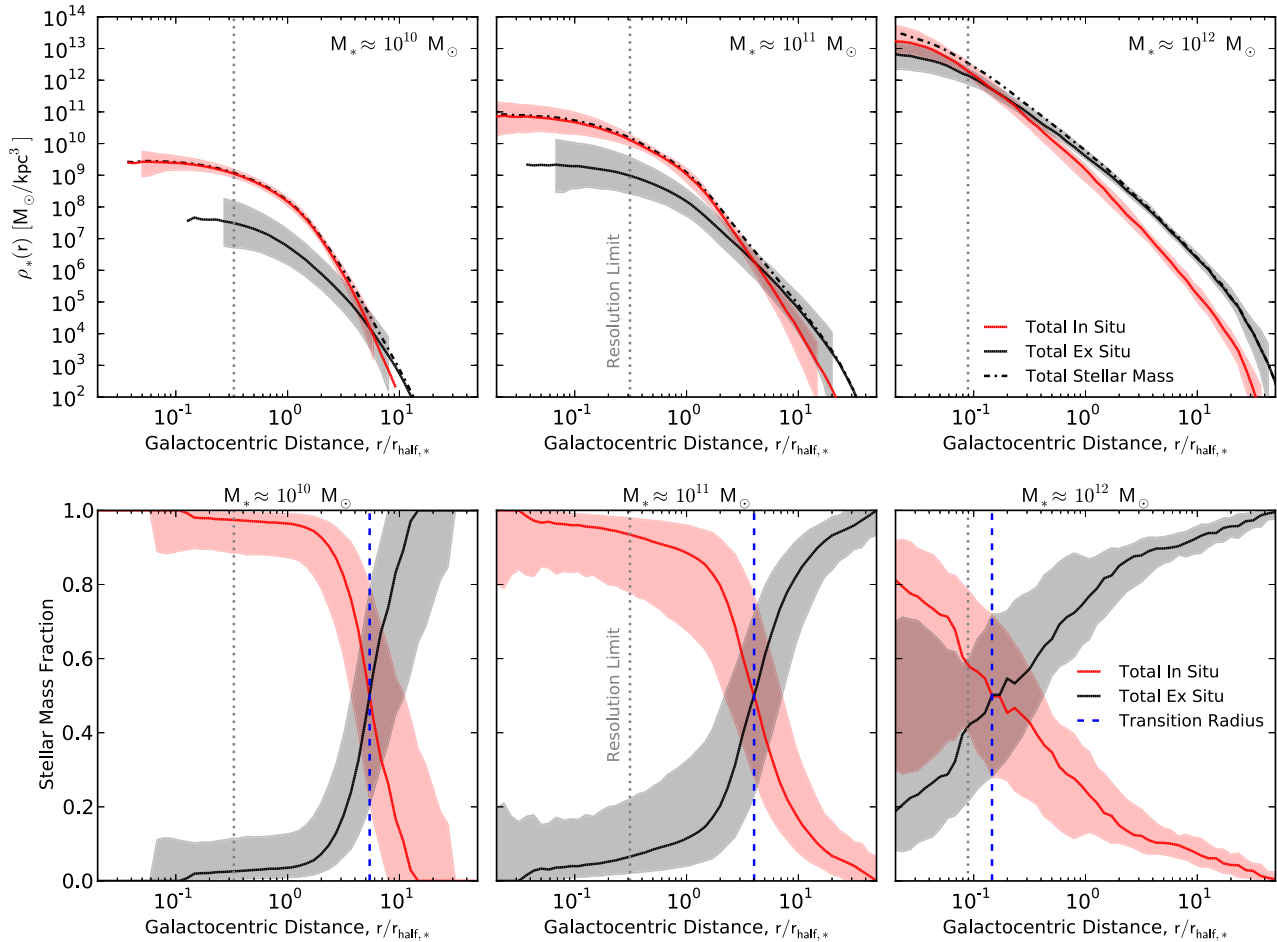 M∗ ≈ 10^10 M⊙
M∗ ≈ 10^11 M⊙
M∗ ≈ 10^12 M⊙
ρ∗(r) [M⊙/kpc^3]
10^14
10^13
10^12
10^11
10^10
10^9
10^8
10^7
10^6
10^5
10^4
10^3
10^2
Resolution Limit
Total In Situ
Total Ex Situ
Total Stellar Mass
10^-1 10^0 10^1
10^-1 10^0 10^1
10^-1 10^0 10^1
Galactocentric Distance, r/r_half,∗
Galactocentric Distance, r/r_half,∗
Galactocentric Distance, r/r_half,∗
M∗ ≈ 10^10 M⊙
M∗ ≈ 10^11 M⊙
M∗ ≈ 10^12 M⊙
Stellar Mass Fraction
1.0
0.8
0.6
0.4
0.2
0.0
Resolution Limit
Total In Situ
Total Ex Situ
Transition Radius
10^-1 10^0 10^1
10^-1 10^0 10^1
10^-1 10^0 10^1
Galactocentric Distance, r/r_half,∗
Galactocentric Distance, r/r_half,∗
Galactocentric Distance, r/r_half,∗